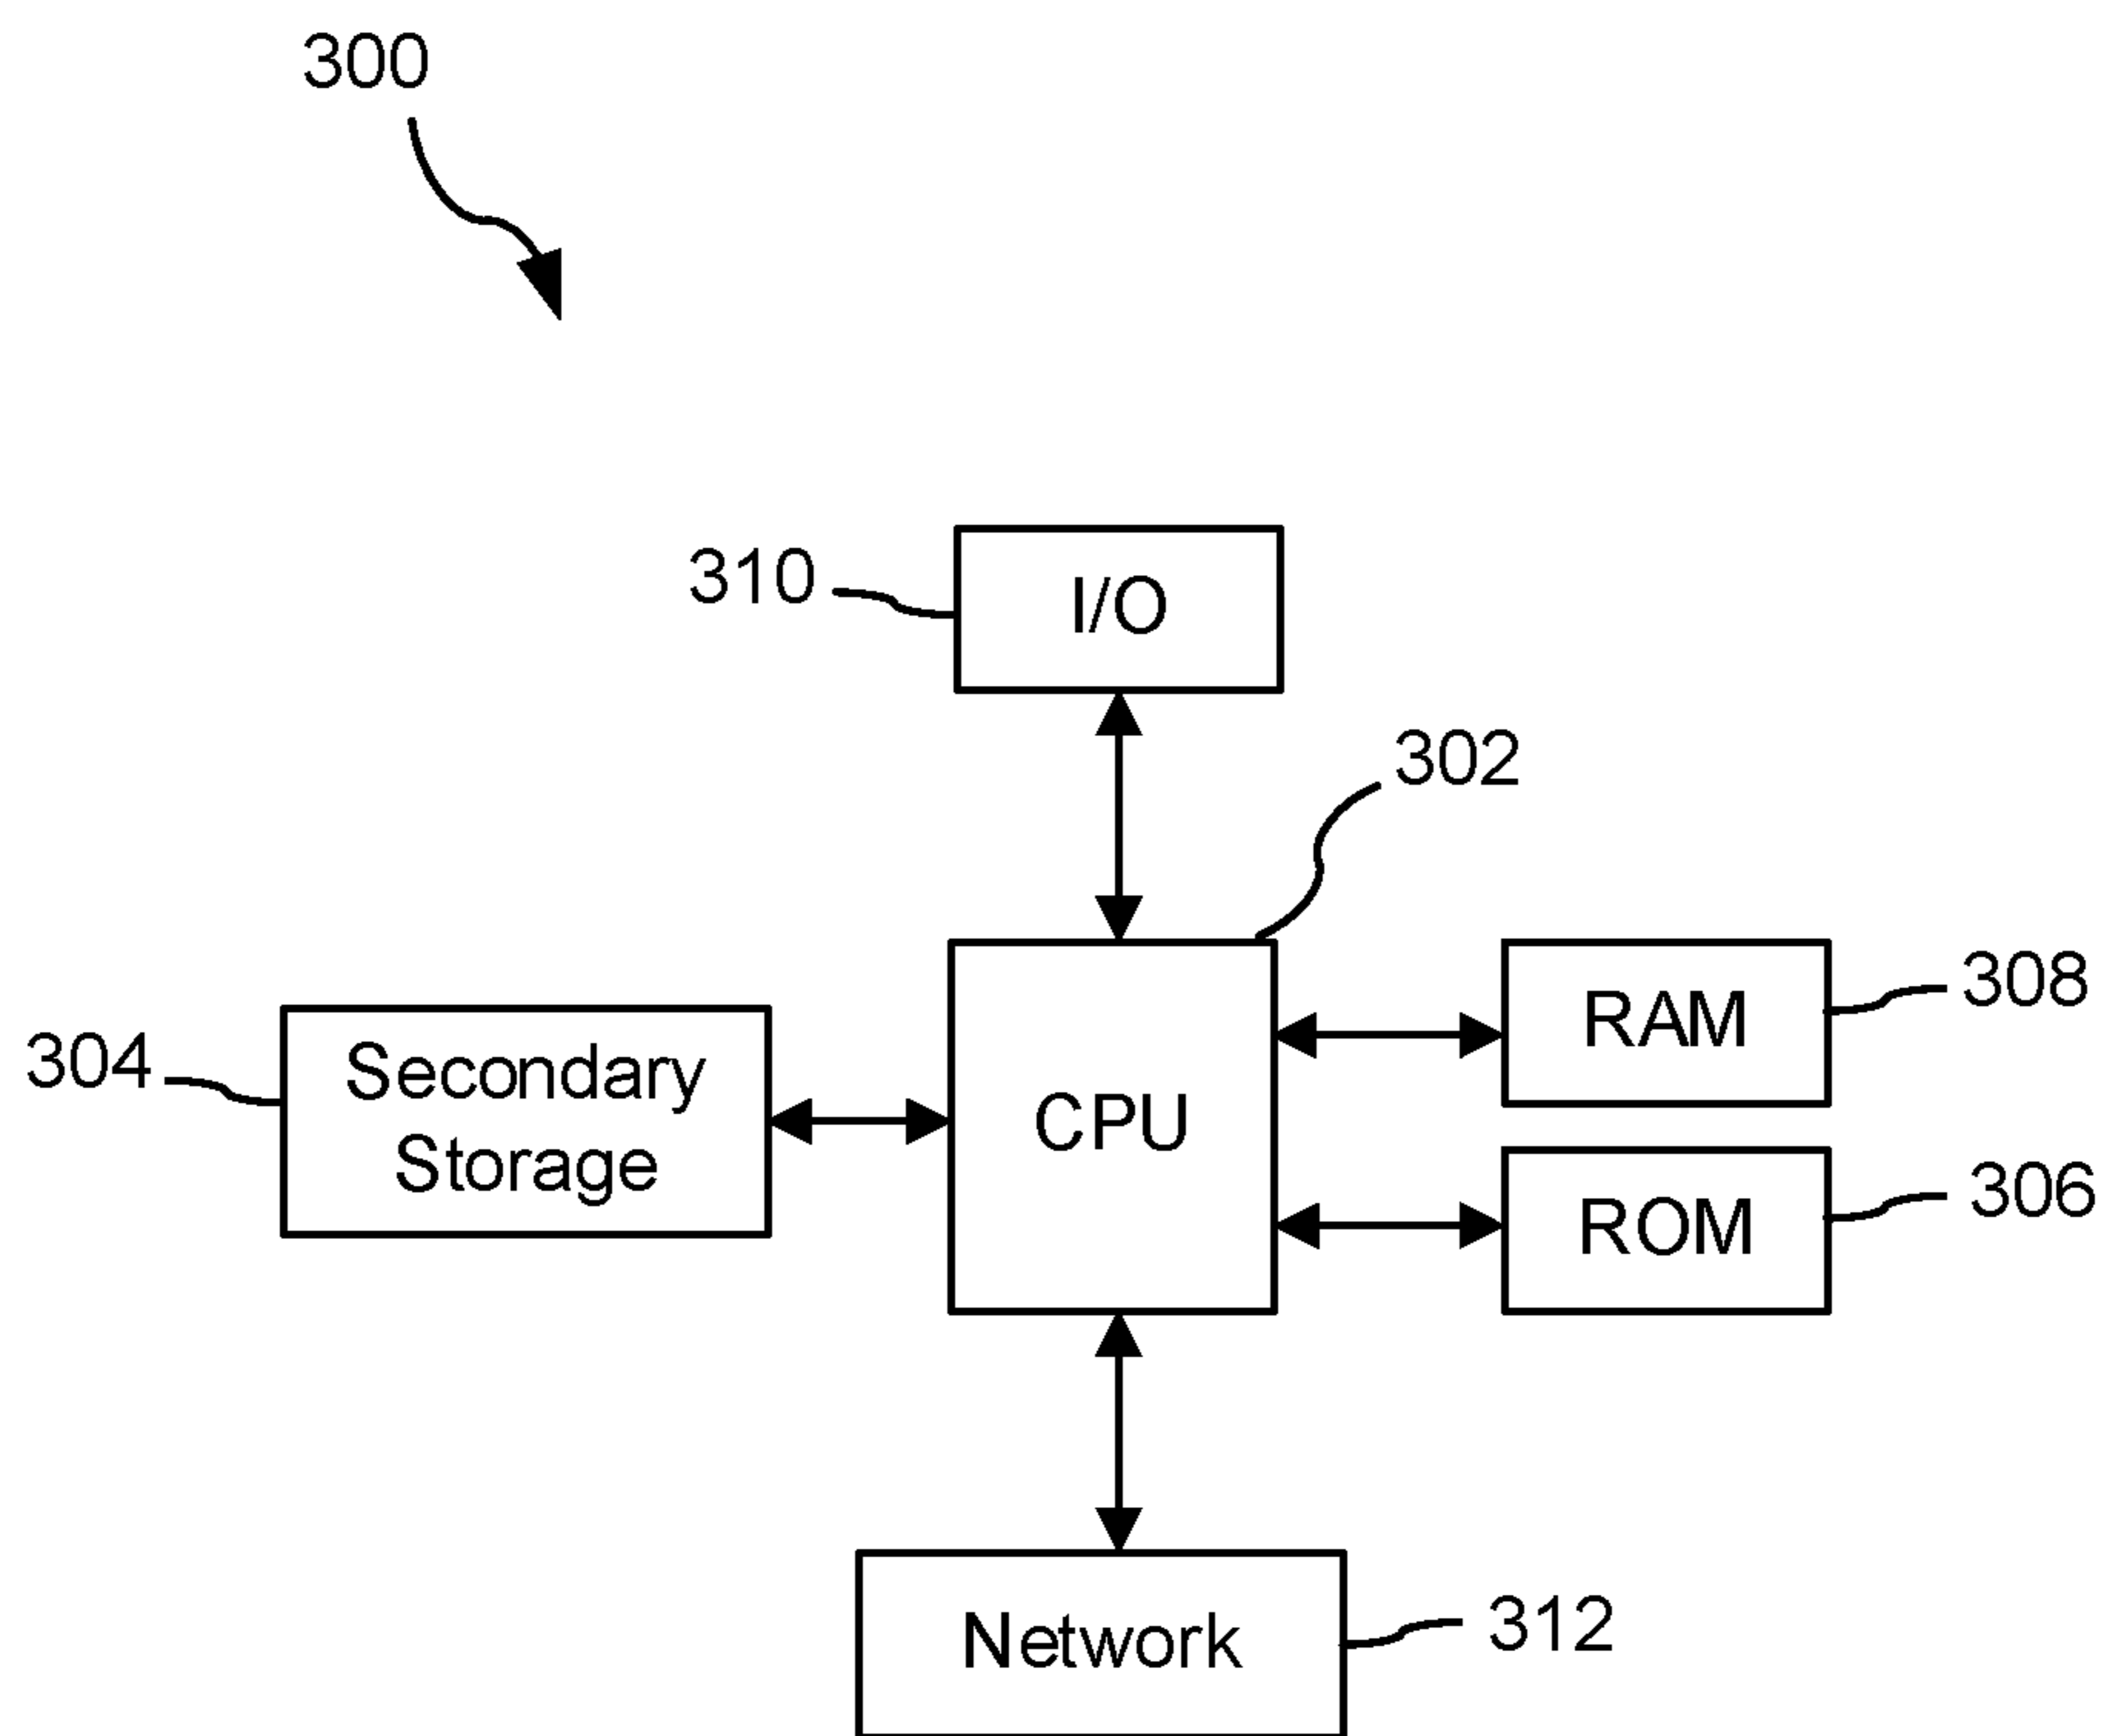 300
310
I/O
302
308
RAM
304
Secondary
Storage
CPU
306
ROM
Network
312